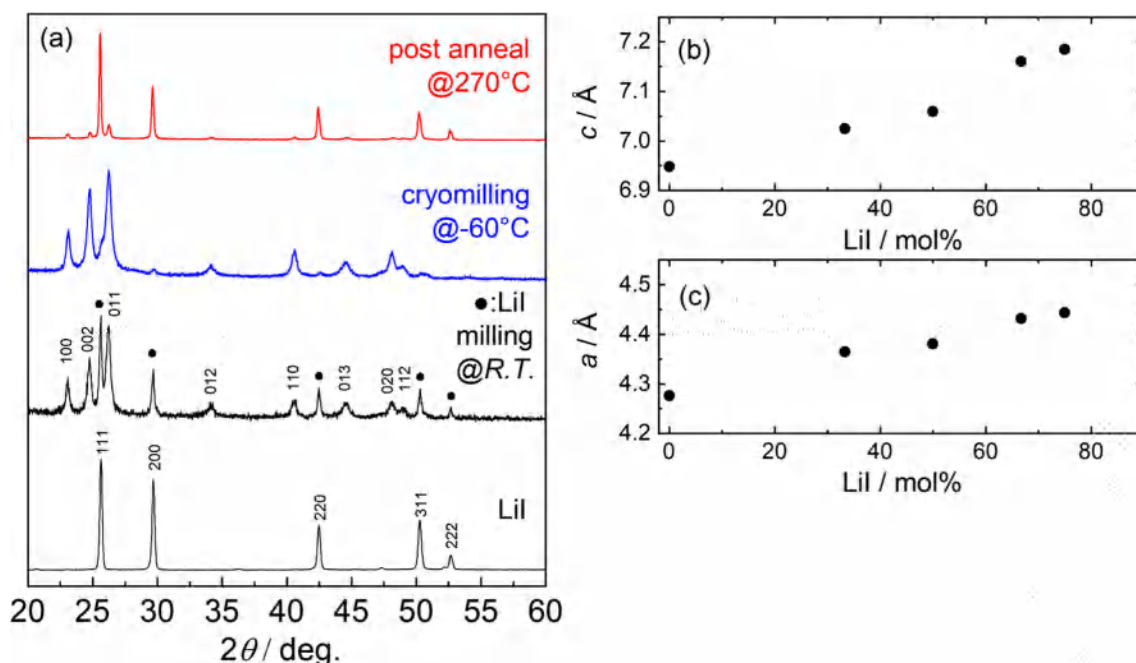 (a)
post anneal
@270°C
cryomilling
@-60°C
●:LiI
milling
@R.T.
100
002
011
012
110
013
020
112
111
200
220
311
222
LiI
20 25 30 35 40 45 50 55 60
2θ / deg.
(b)
c / Å
7.2
7.1
7.0
6.9
0 20 40 60 80
LiI / mol%
(c)
a / Å
4.5
4.4
4.3
4.2
0 20 40 60 80
LiI / mol%